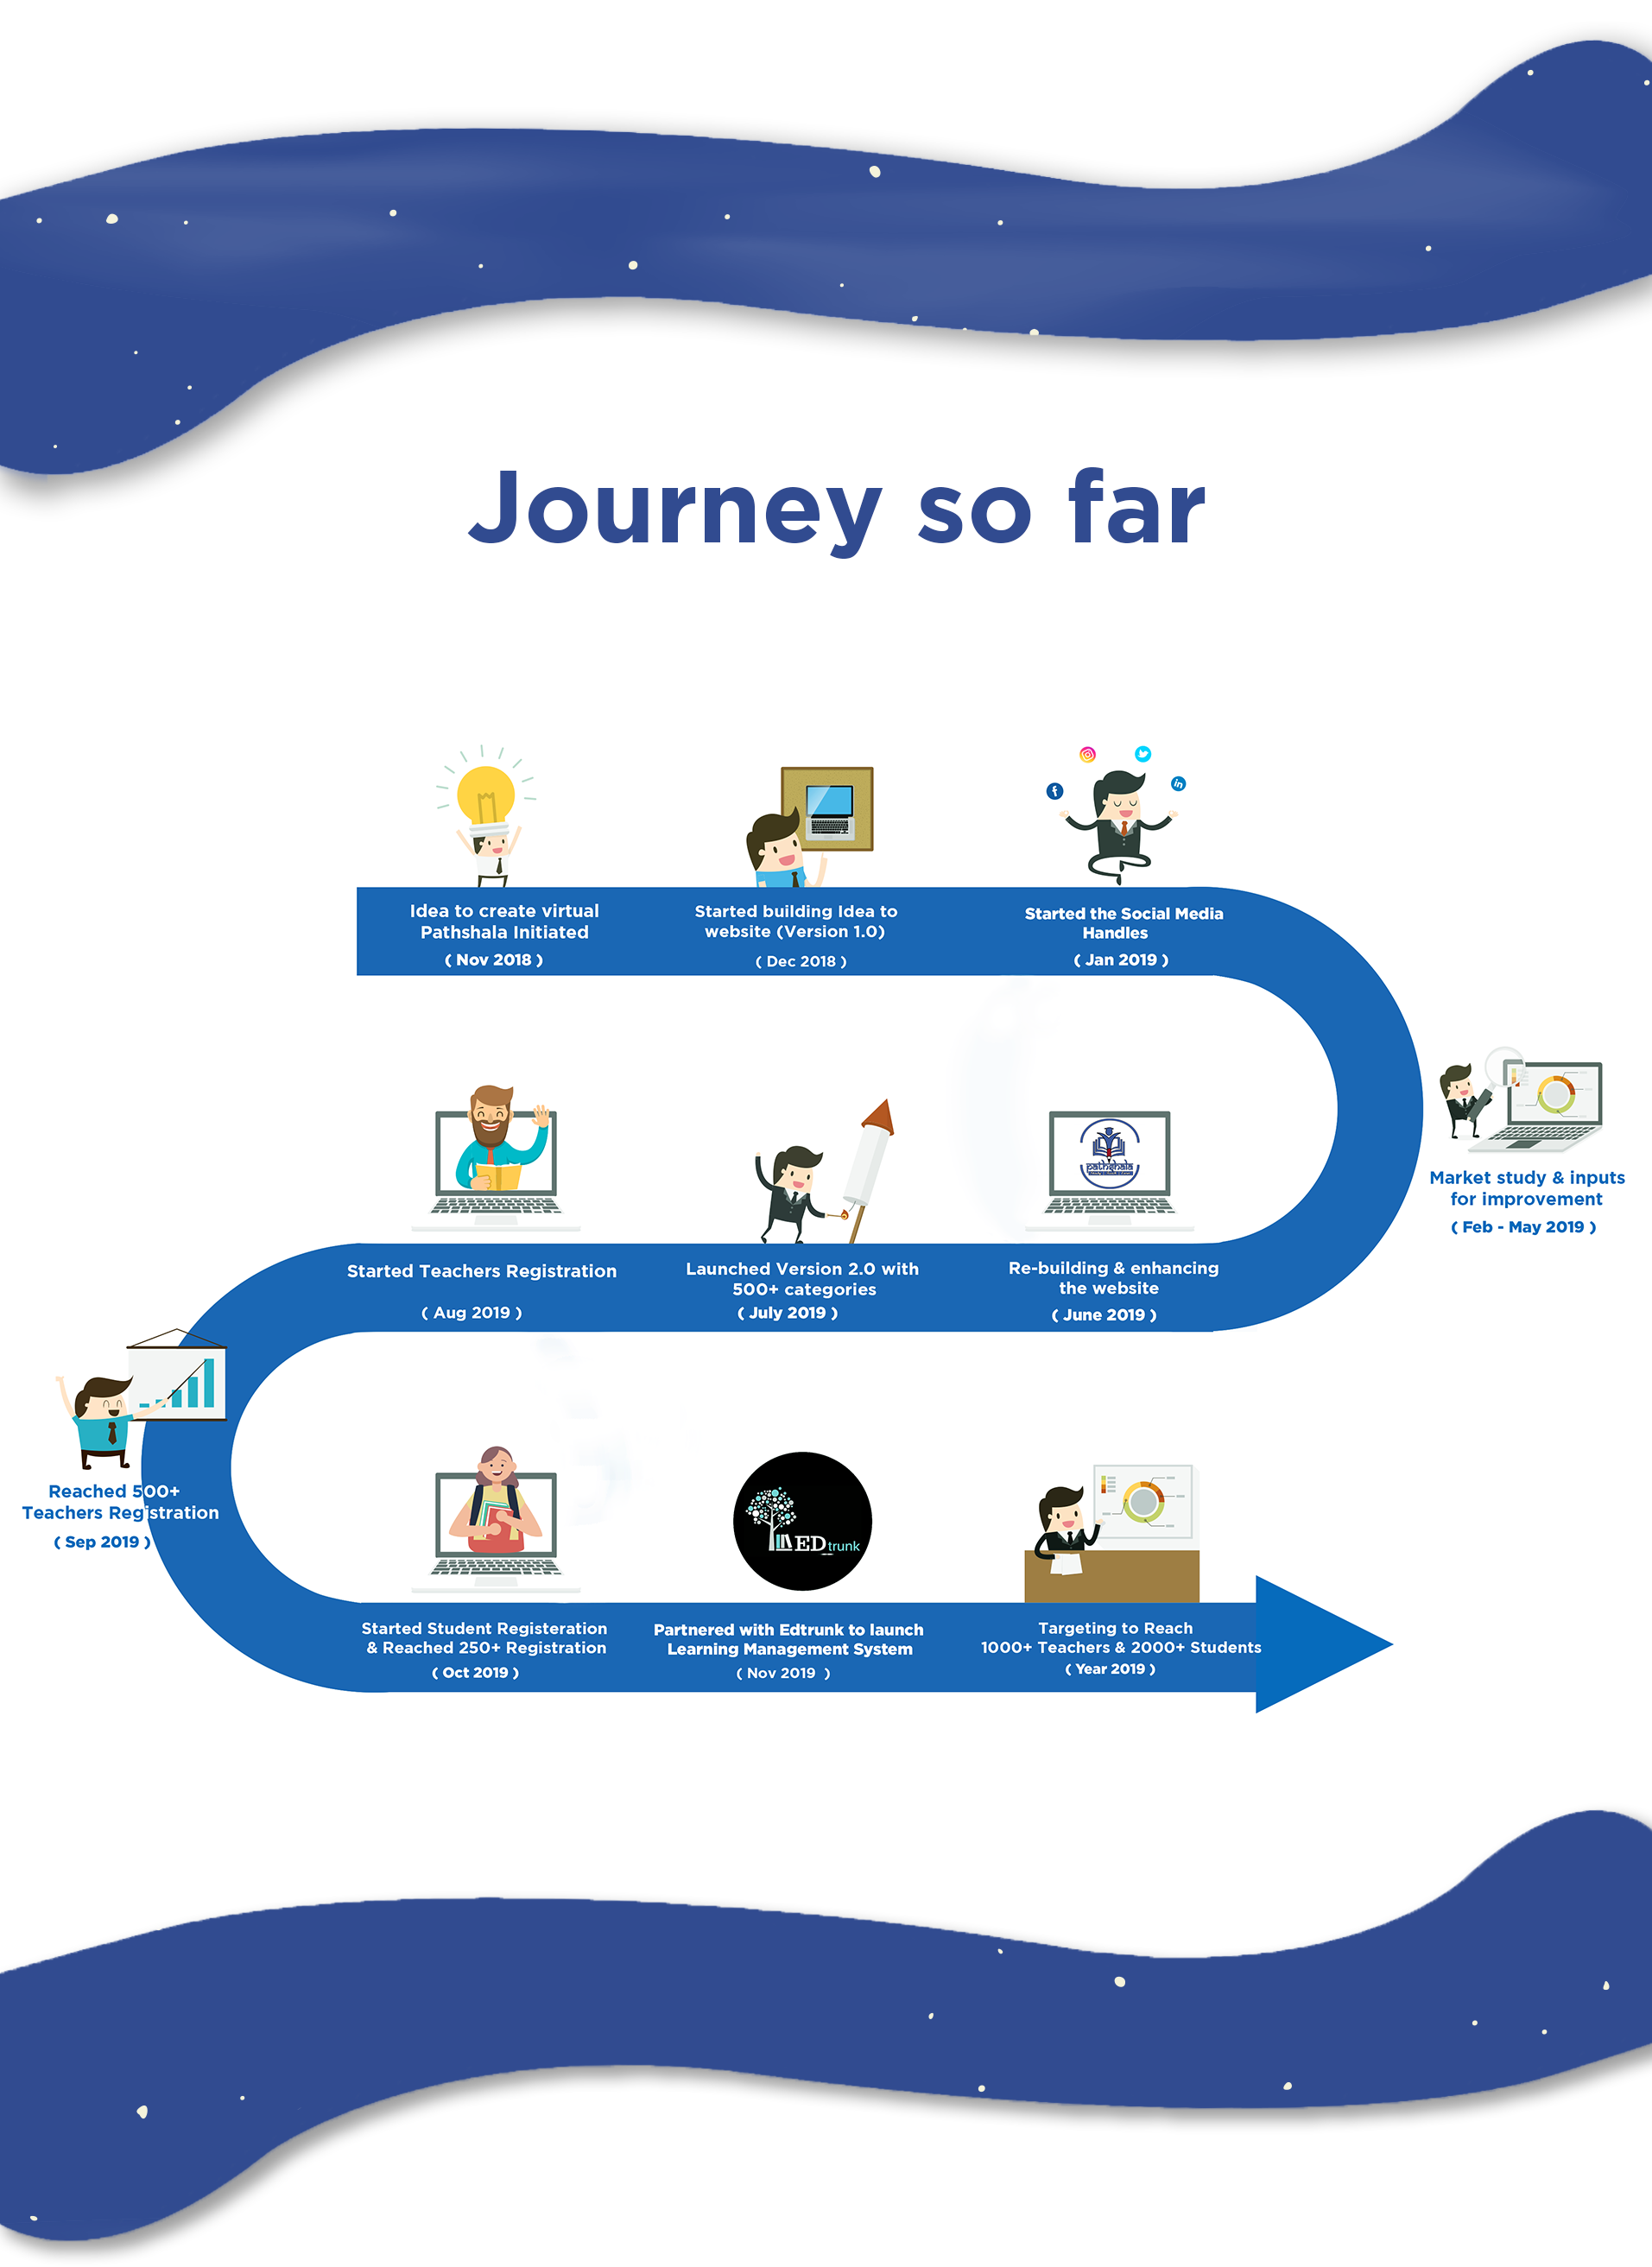 Journey so far
Idea to create virtual
Pathshala Initiated
( Nov 2018 )
Started building Idea to
website (Version 1.0)
( Dec 2018 )
Started the Social Media
Handles
( Jan 2019 )
Market study & inputs
for improvement
( Feb - May 2019 )
pathshala
Re-building & enhancing
the website
( June 2019 )
Launched Version 2.0 with
500+ categories
( July 2019 )
Started Teachers Registration
( Aug 2019 )
Reached 500+
Teachers Registration
( Sep 2019 )
Started Student Registeration
& Reached 250+ Registration
( Oct 2019 )
EDtrunk
Partnered with Edtrunk to launch
Learning Management System
( Nov 2019 )
Targeting to Reach
1000+ Teachers & 2000+ Students
( Year 2019 )